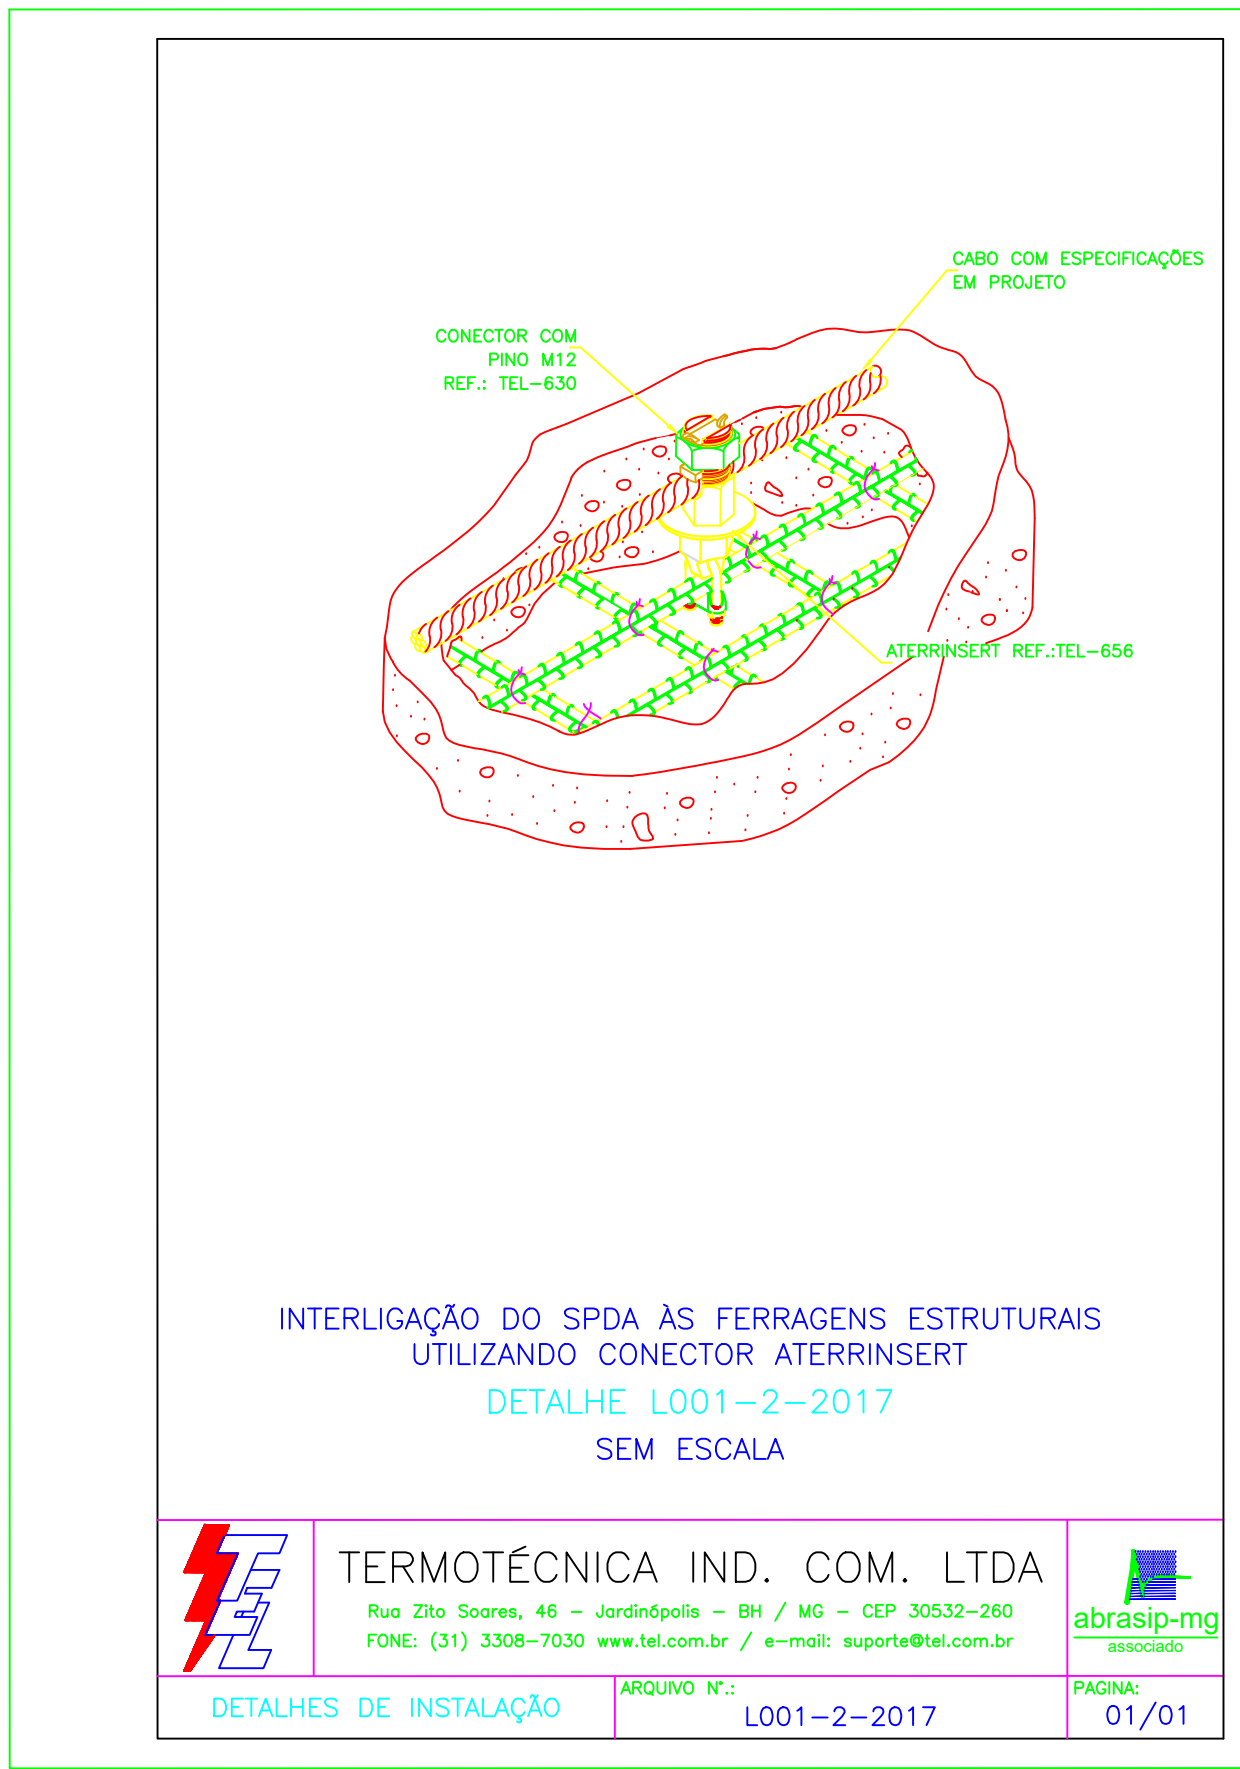 CABO COM ESPECIFICAÇÕES
EM PROJETO
CONECTOR COM
PINO M12
REF.: TEL-630
ATERRINSERT REF.:TEL-656
INTERLIGAÇÃO DO SPDA ÀS FERRAGENS ESTRUTURAIS
UTILIZANDO CONECTOR ATERRINSERT
DETALHE L001-2-2017
SEM ESCALA
TEL
TERMOTÉCNICA IND. COM. LTDA
Rua Zito Soares, 46 - Jardinópolis - BH / MG - CEP 30532-260
FONE: (31) 3308-7030 www.tel.com.br / e-mail: suporte@tel.com.br
abrasip-mg
associado
DETALHES DE INSTALAÇÃO
ARQUIVO N°.:
L001-2-2017
PAGINA:
01/01